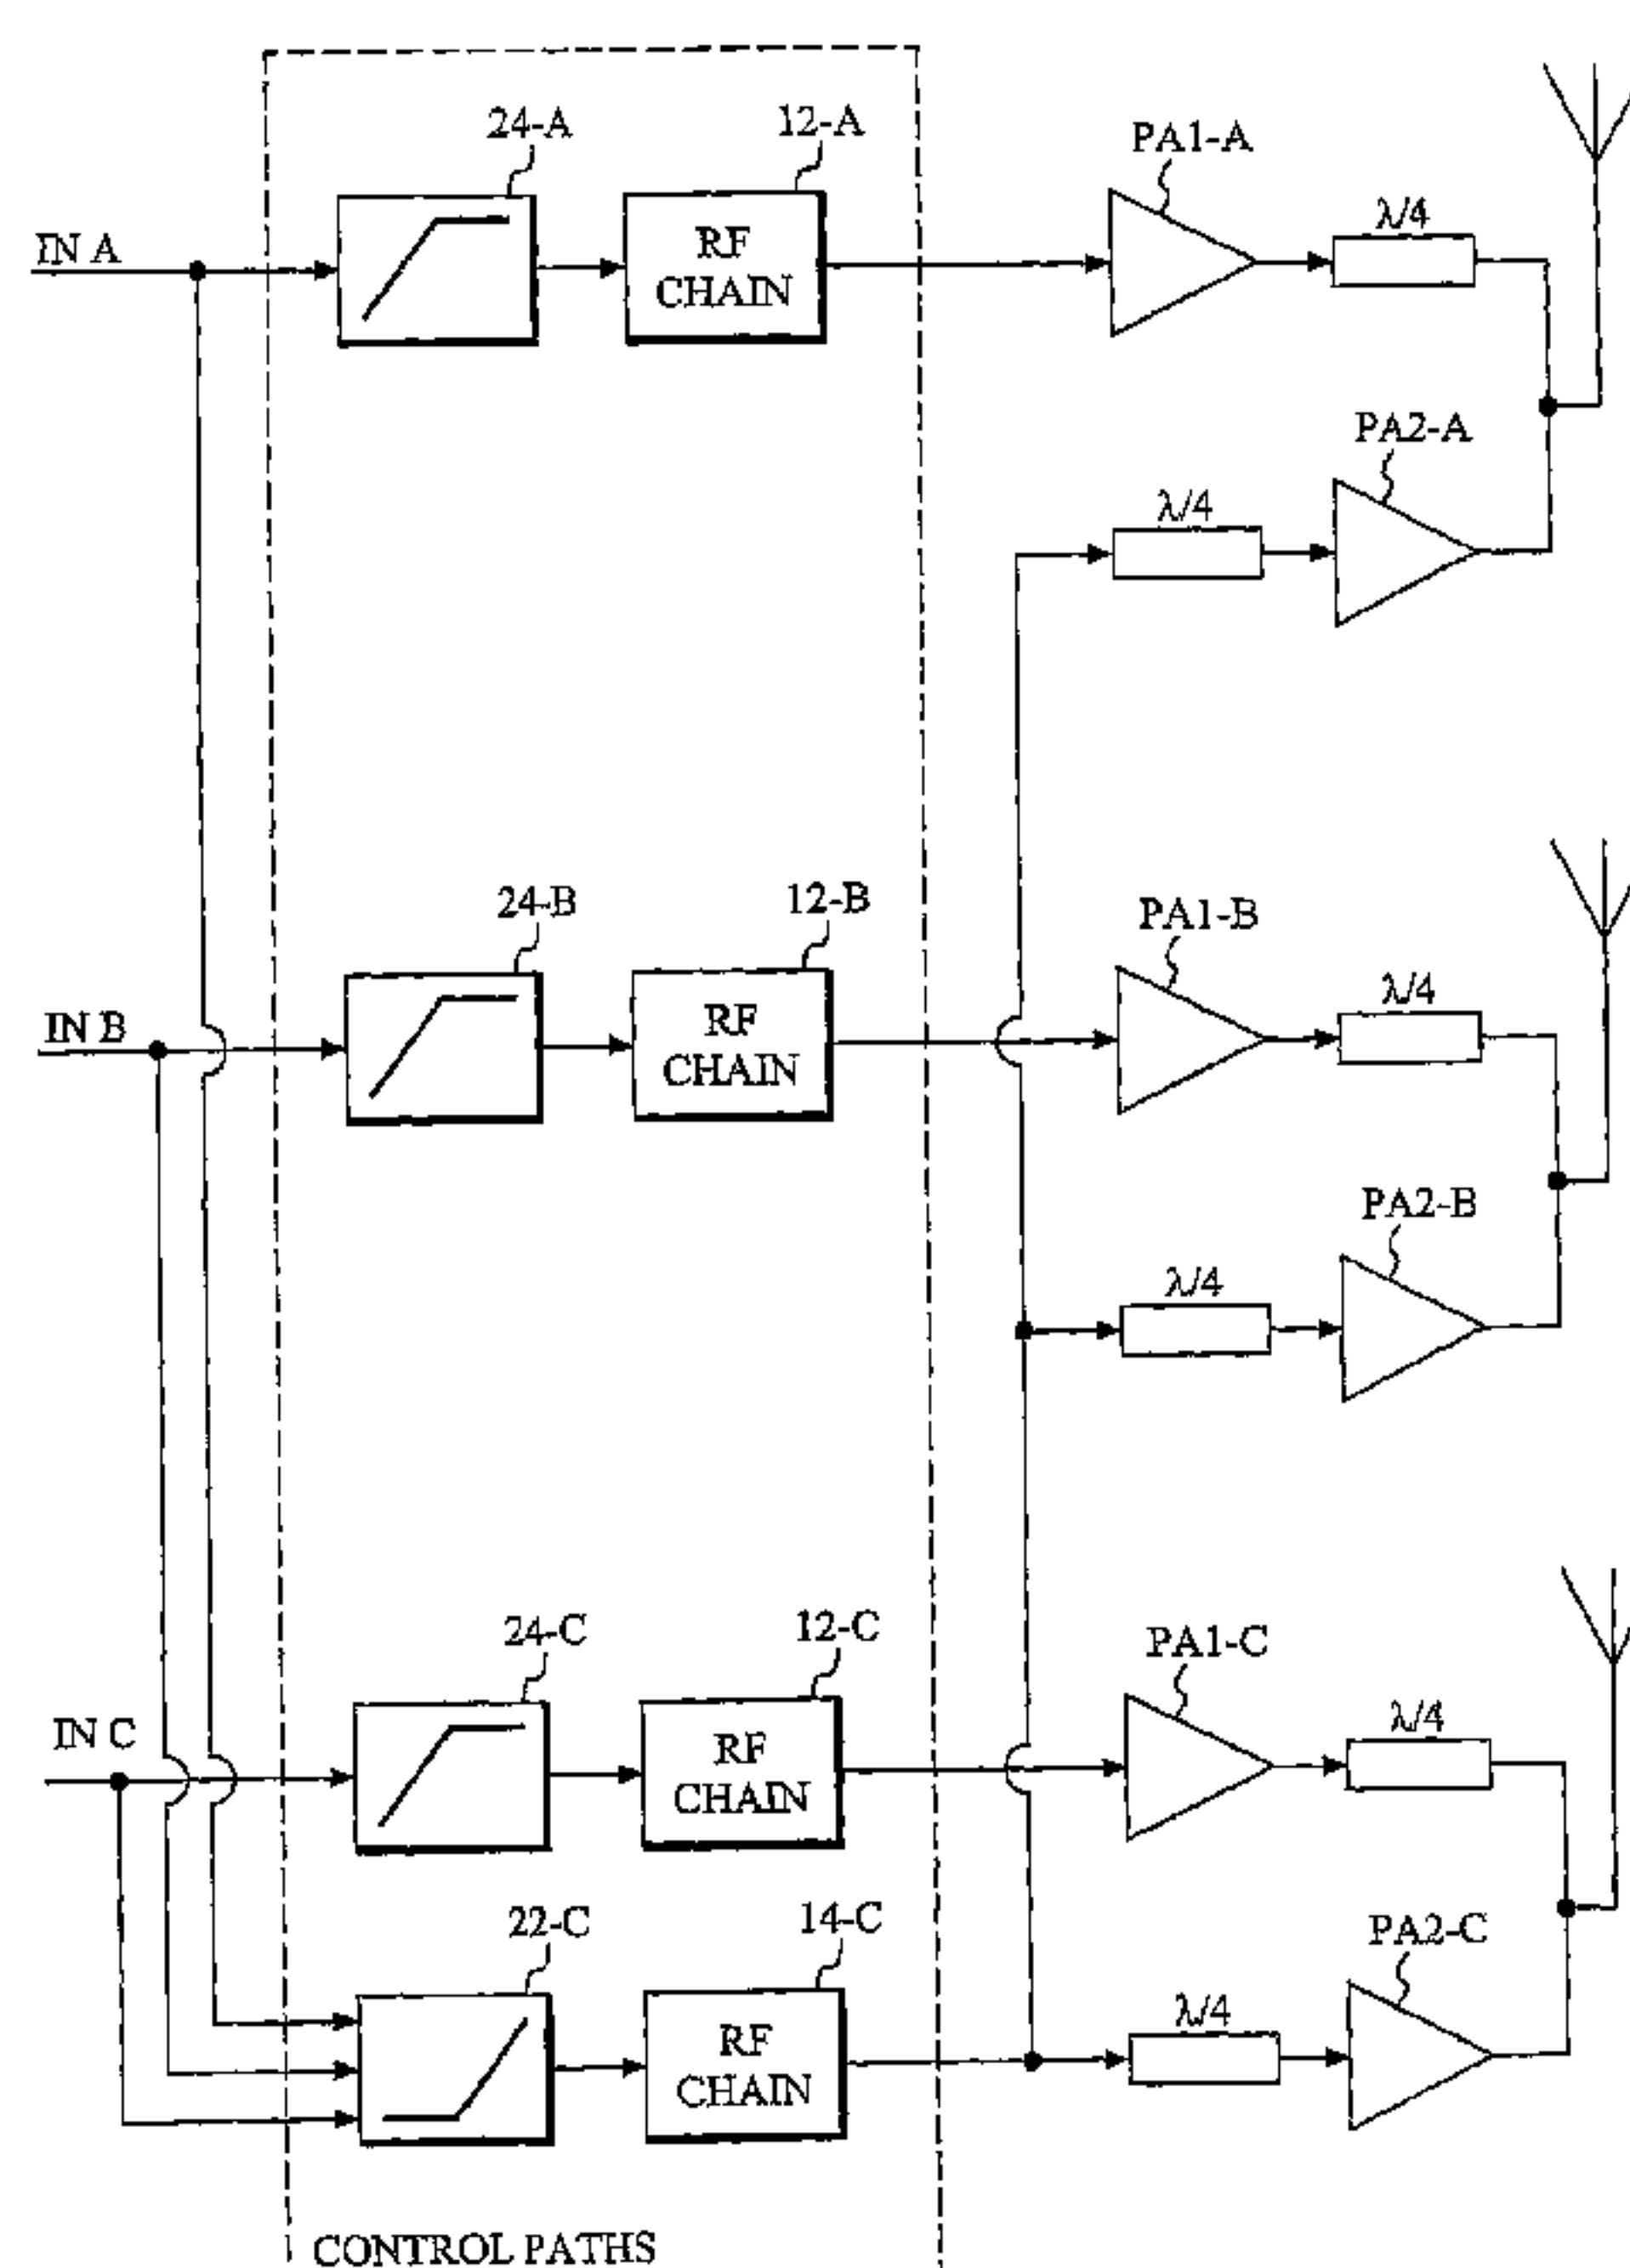 24-A
12-A
PA1-A
λ/4
IN A
RF
CHAIN
PA2-A
λ/4
24-B
12-B
PA1-B
λ/4
IN B
RF
CHAIN
PA2-B
λ/4
24-C
12-C
PA1-C
λ/4
IN C
RF
CHAIN
22-C
14-C
PA2-C
λ/4
RF
CHAIN
CONTROL PATHS